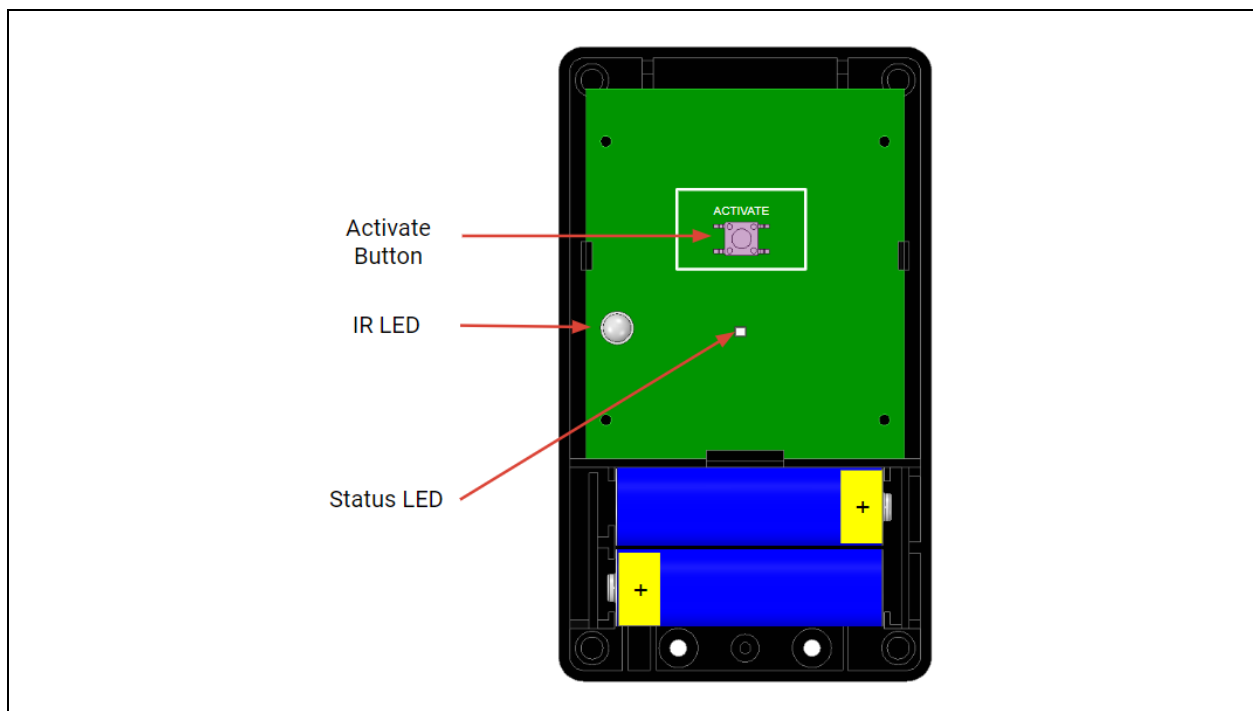 ACTIVATE
Activate
Button
IR LED
Status LED
+
+